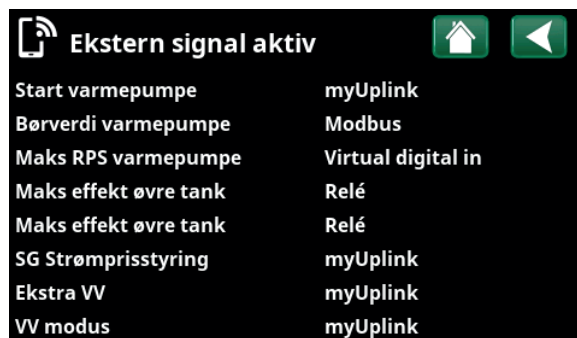 Ekstern signal aktiv
Start varmepumpe myUplink
Børverdi varmepumpe Modbus
Maks RPS varmepumpe Virtual digital in
Maks effekt øvre tank Relé
Maks effekt øvre tank Relé
SG Strømprisstyring myUplink
Ekstra VV myUplink
VV modus myUplink